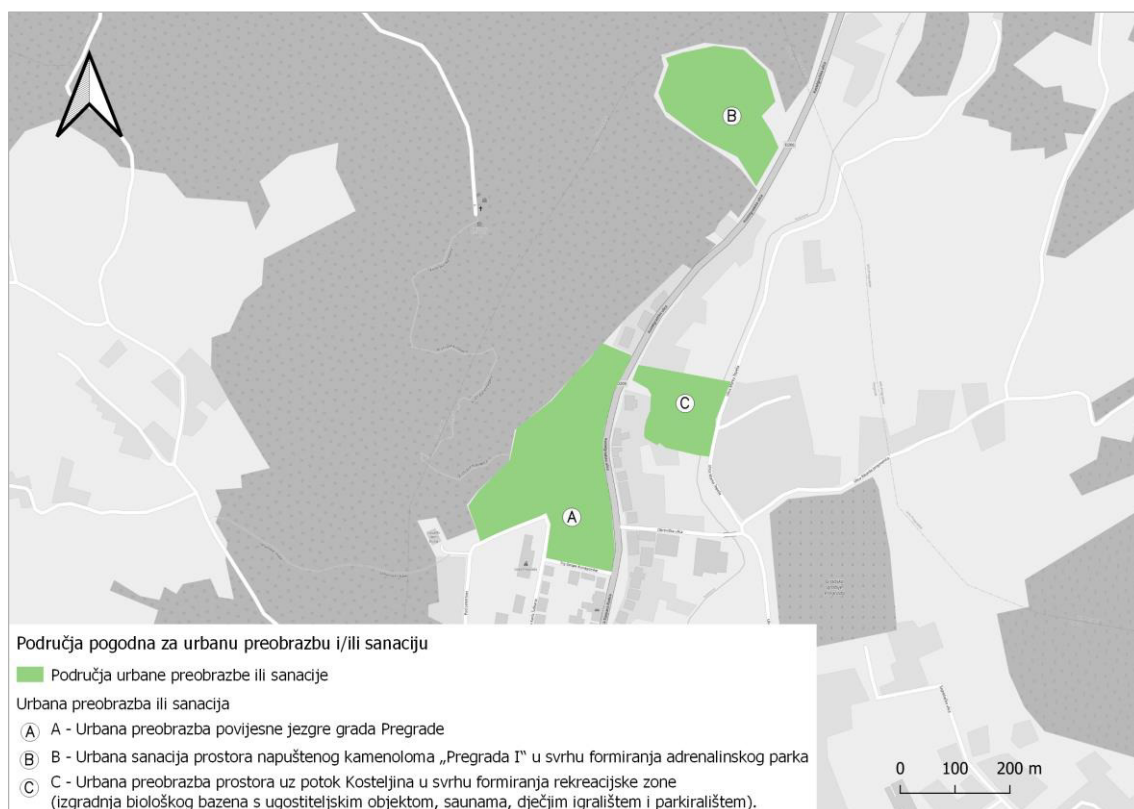 B
C
A
Područja pogodna za urbanu preobrazbu i/ili sanaciju
Područja urbane preobrazbe ili sanacije
Urbana preobrazba ili sanacija
A A - Urbana preobrazba povijesne jezgre grada Pregrade
B B - Urbana sanacija prostora napuštenog kamenoloma „Pregrada I“ u svrhu formiranja adrenalinskog parka
C C - Urbana preobrazba prostora uz potok Kosteljina u svrhu formiranja rekreacijske zone
(izgradnja biološkog bazena s ugostiteljskim objektom, saunama, dječjim igralištem i parkiralištem).
0 100 200 m